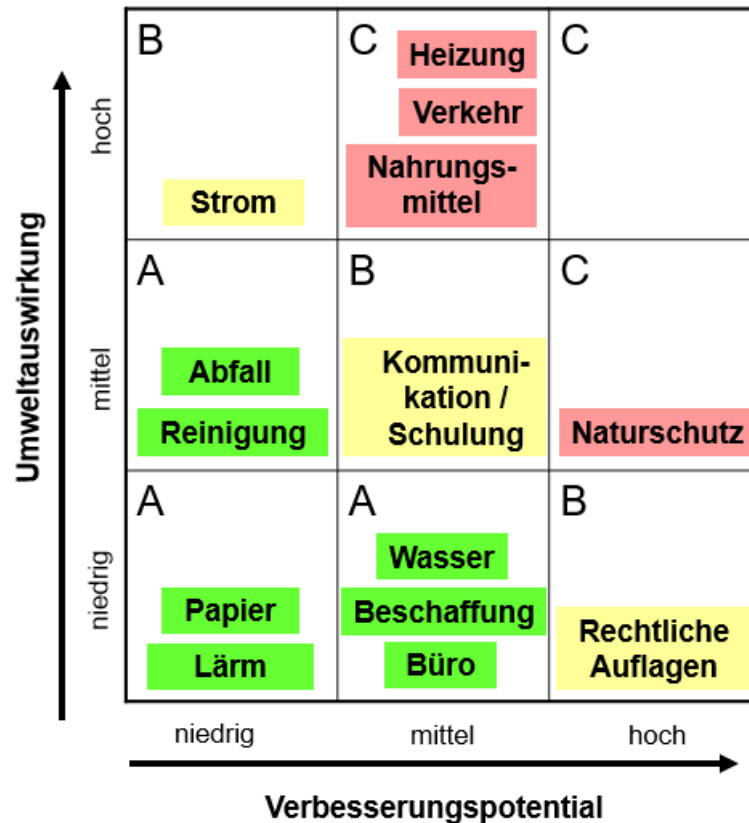 B
C
C
Heizung
Verkehr
Nahrungs-
mittel
Strom
hoch
A
B
C
Abfall
Reinigung
Kommuni-
kation /
Schulung
Naturschutz
mittel
Umweltauswirkung
A
A
B
Wasser
Papier
Beschaffung
Lärm
Büro
Rechtliche
Auflagen
niedrig
niedrig
mittel
hoch
Verbesserungspotential